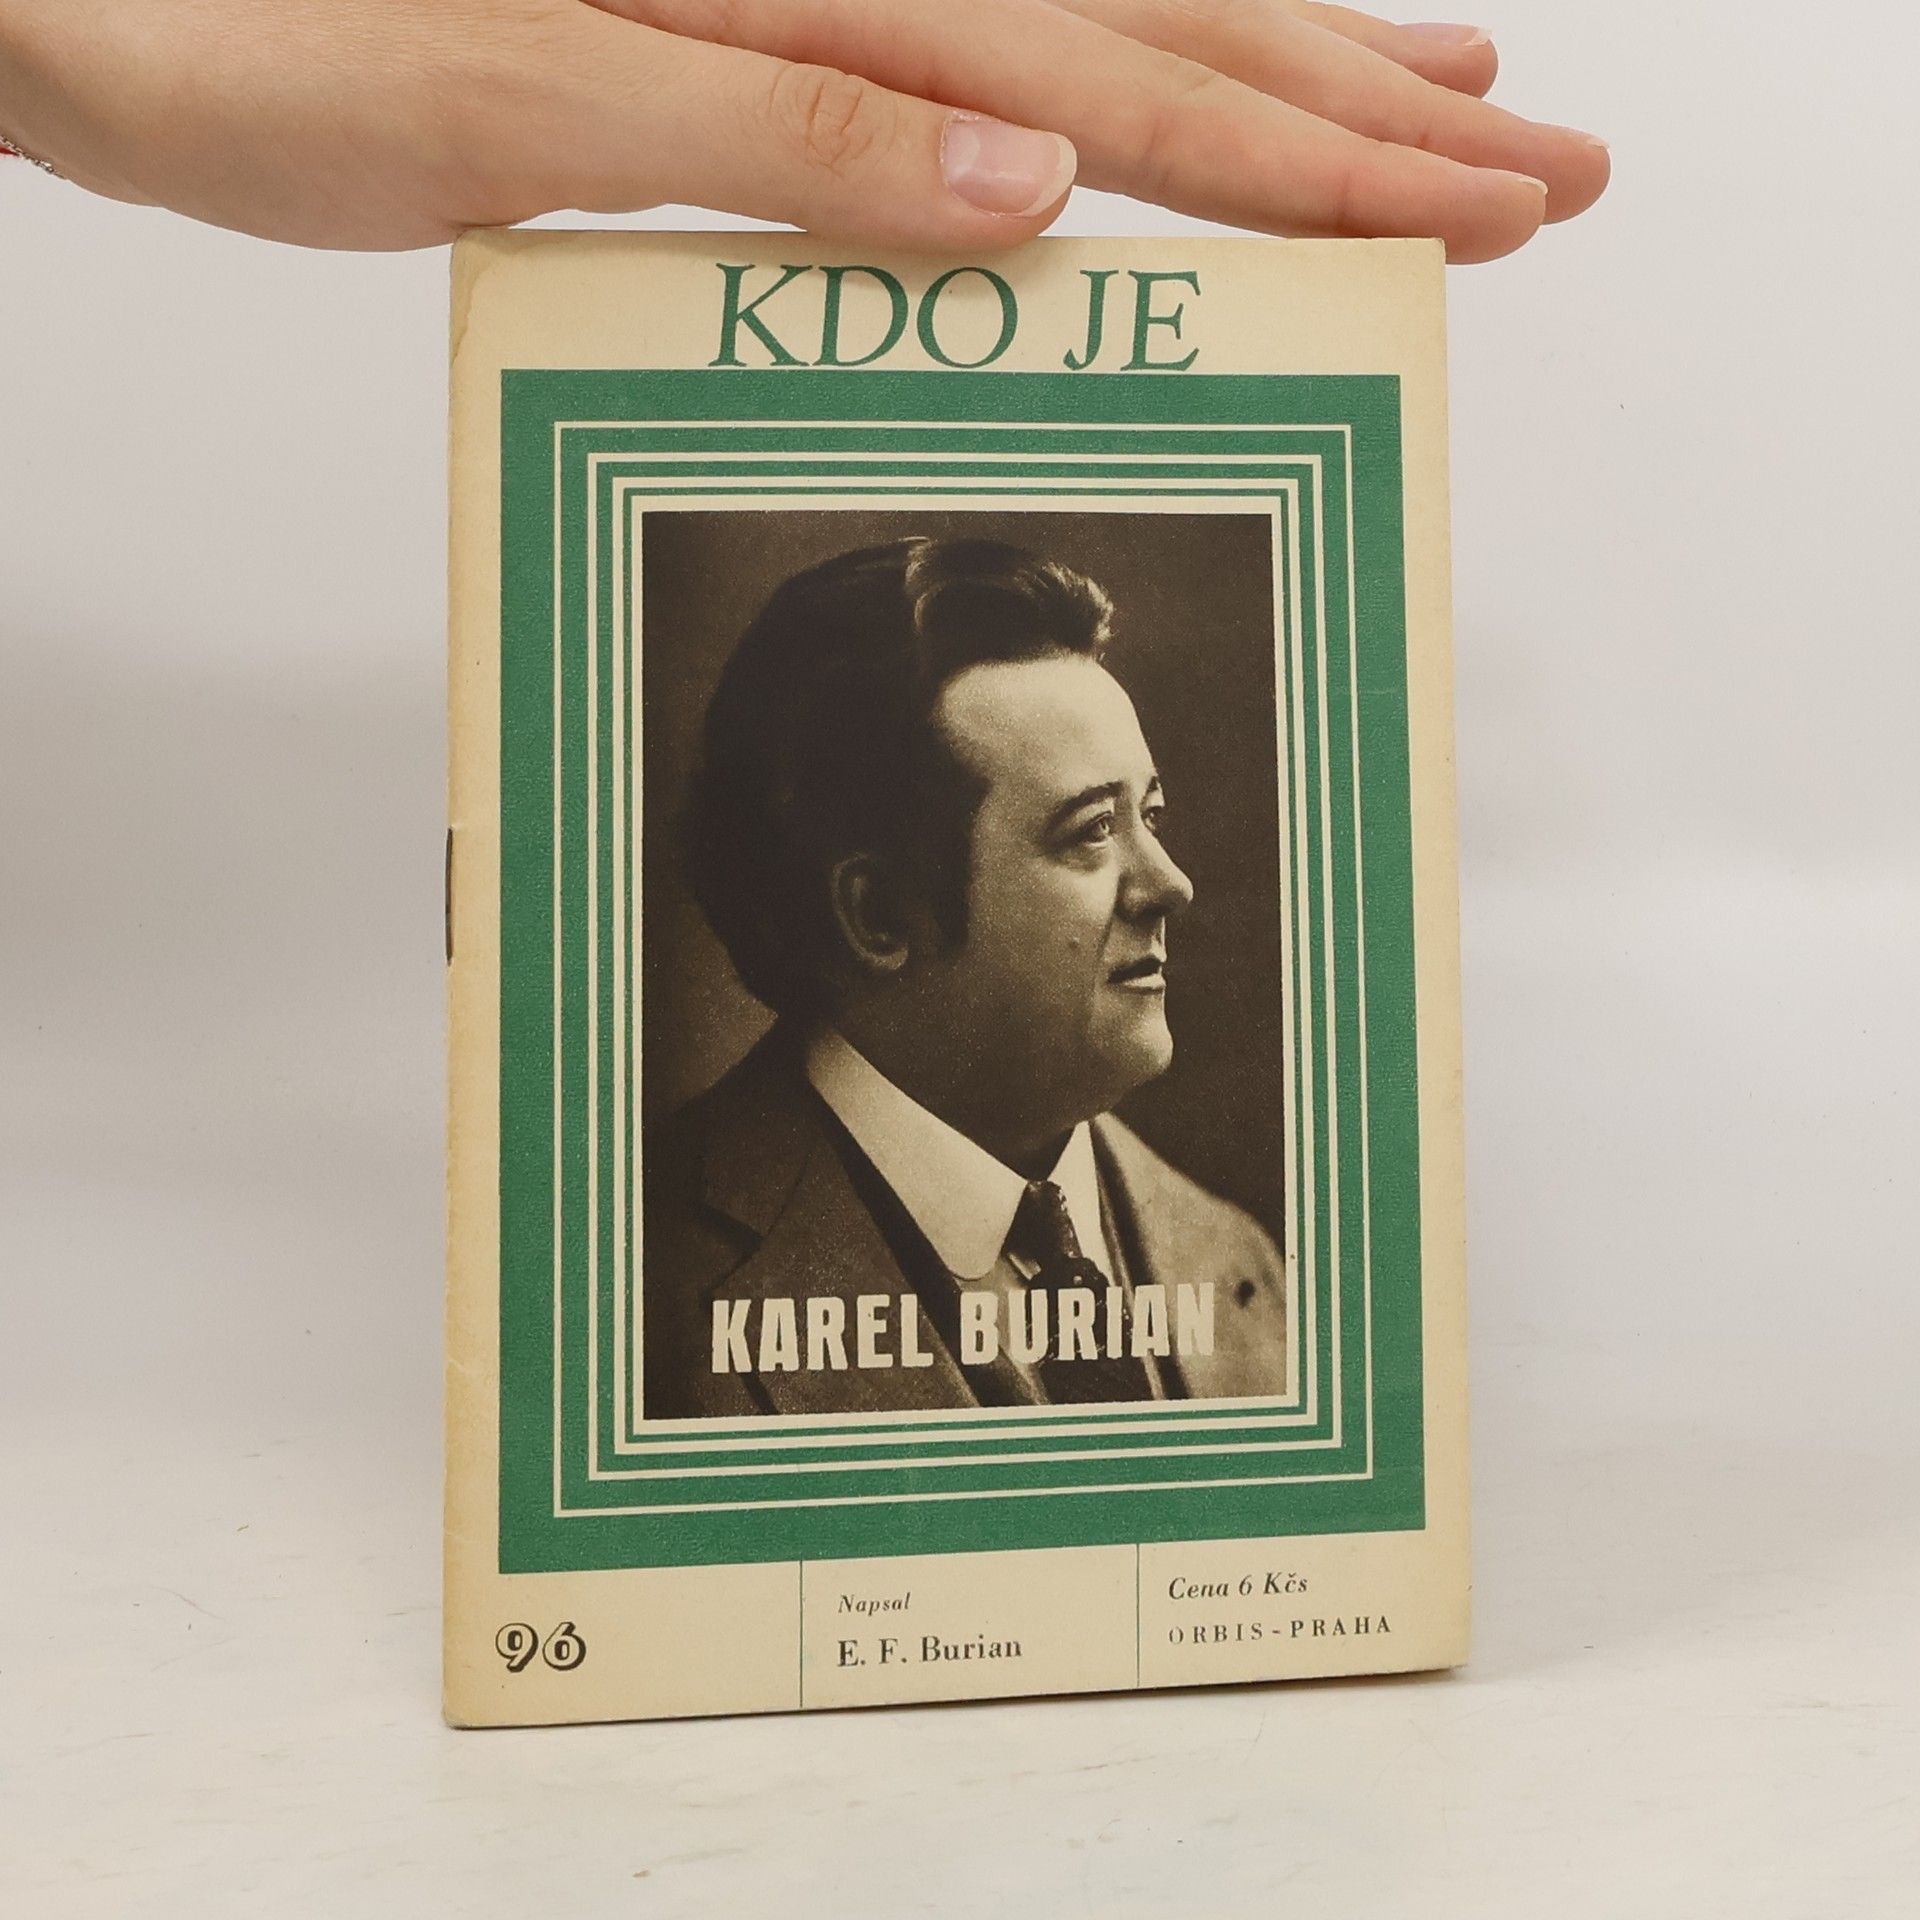 KDO JE
KAREL BURIAN
96
Napsal
E. F. Burian
Cena 6 Kčs
ORBIS-PRAHA